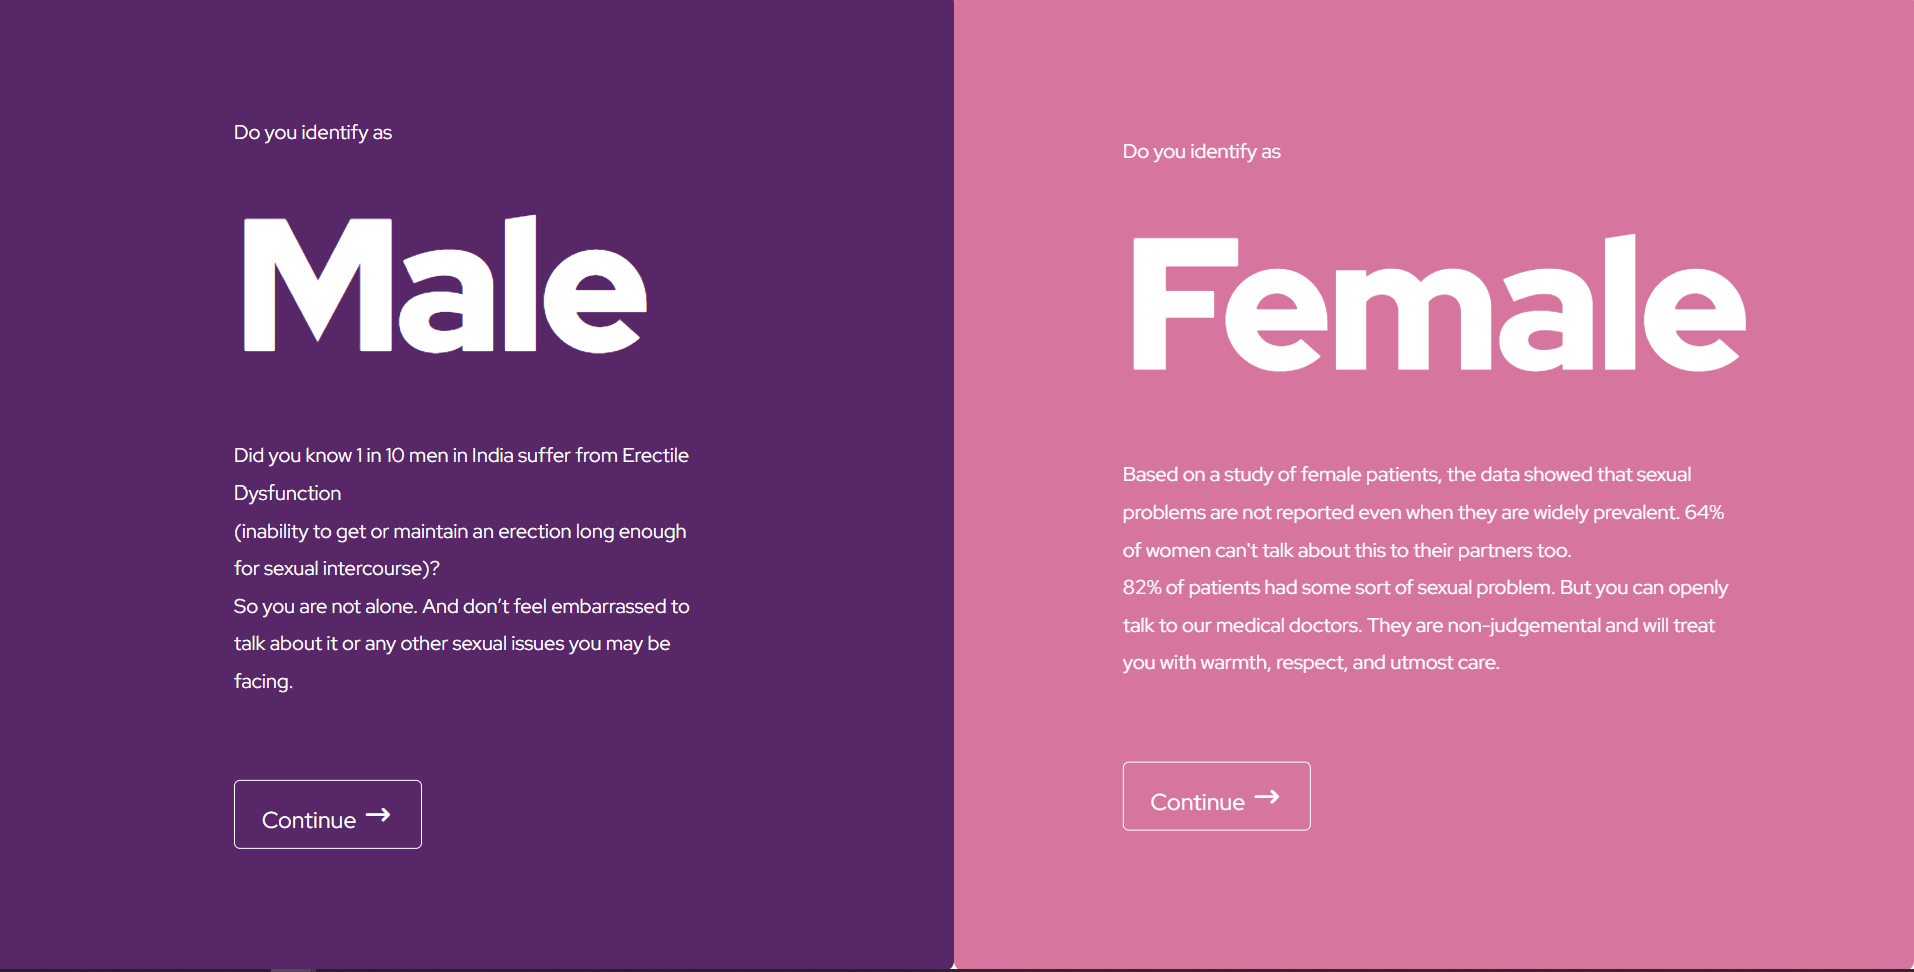 Do you identify as
Male
Did you know 1 in 10 men in India suffer from Erectile
Dysfunction
(inability to get or maintain an erection long enough
for sexual intercourse)?
So you are not alone. And don’t feel embarrassed to
talk about it or any other sexual issues you may be
facing.
Continue →
Do you identify as
Female
Based on a study of female patients, the data showed that sexual
problems are not reported even when they are widely prevalent. 64%
of women can't talk about this to their partners too.
82% of patients had some sort of sexual problem. But you can openly
talk to our medical doctors. They are non-judgemental and will treat
you with warmth, respect, and utmost care.
Continue →